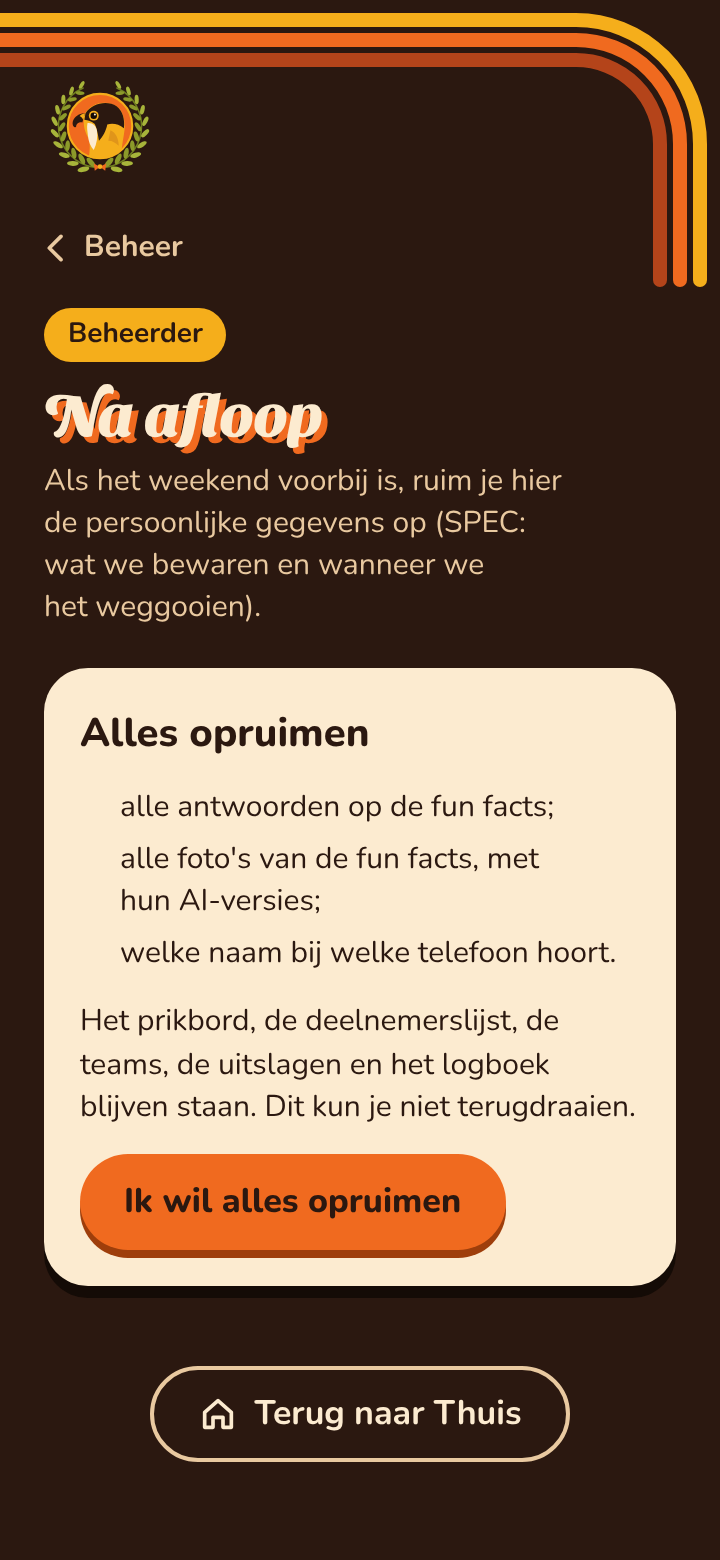 Beheer
Beheerder
Na afloop
Als het weekend voorbij is, ruim je hier
de persoonlijke gegevens op (SPEC:
wat we bewaren en wanneer we
het weggooien).
Alles opruimen
alle antwoorden op de fun facts;
alle foto's van de fun facts, met
hun AI-versies;
welke naam bij welke telefoon hoort.
Het prikbord, de deelnemerslijst, de
teams, de uitslagen en het logboek
blijven staan. Dit kun je niet terugdraaien.
Ik wil alles opruimen
Terug naar Thuis